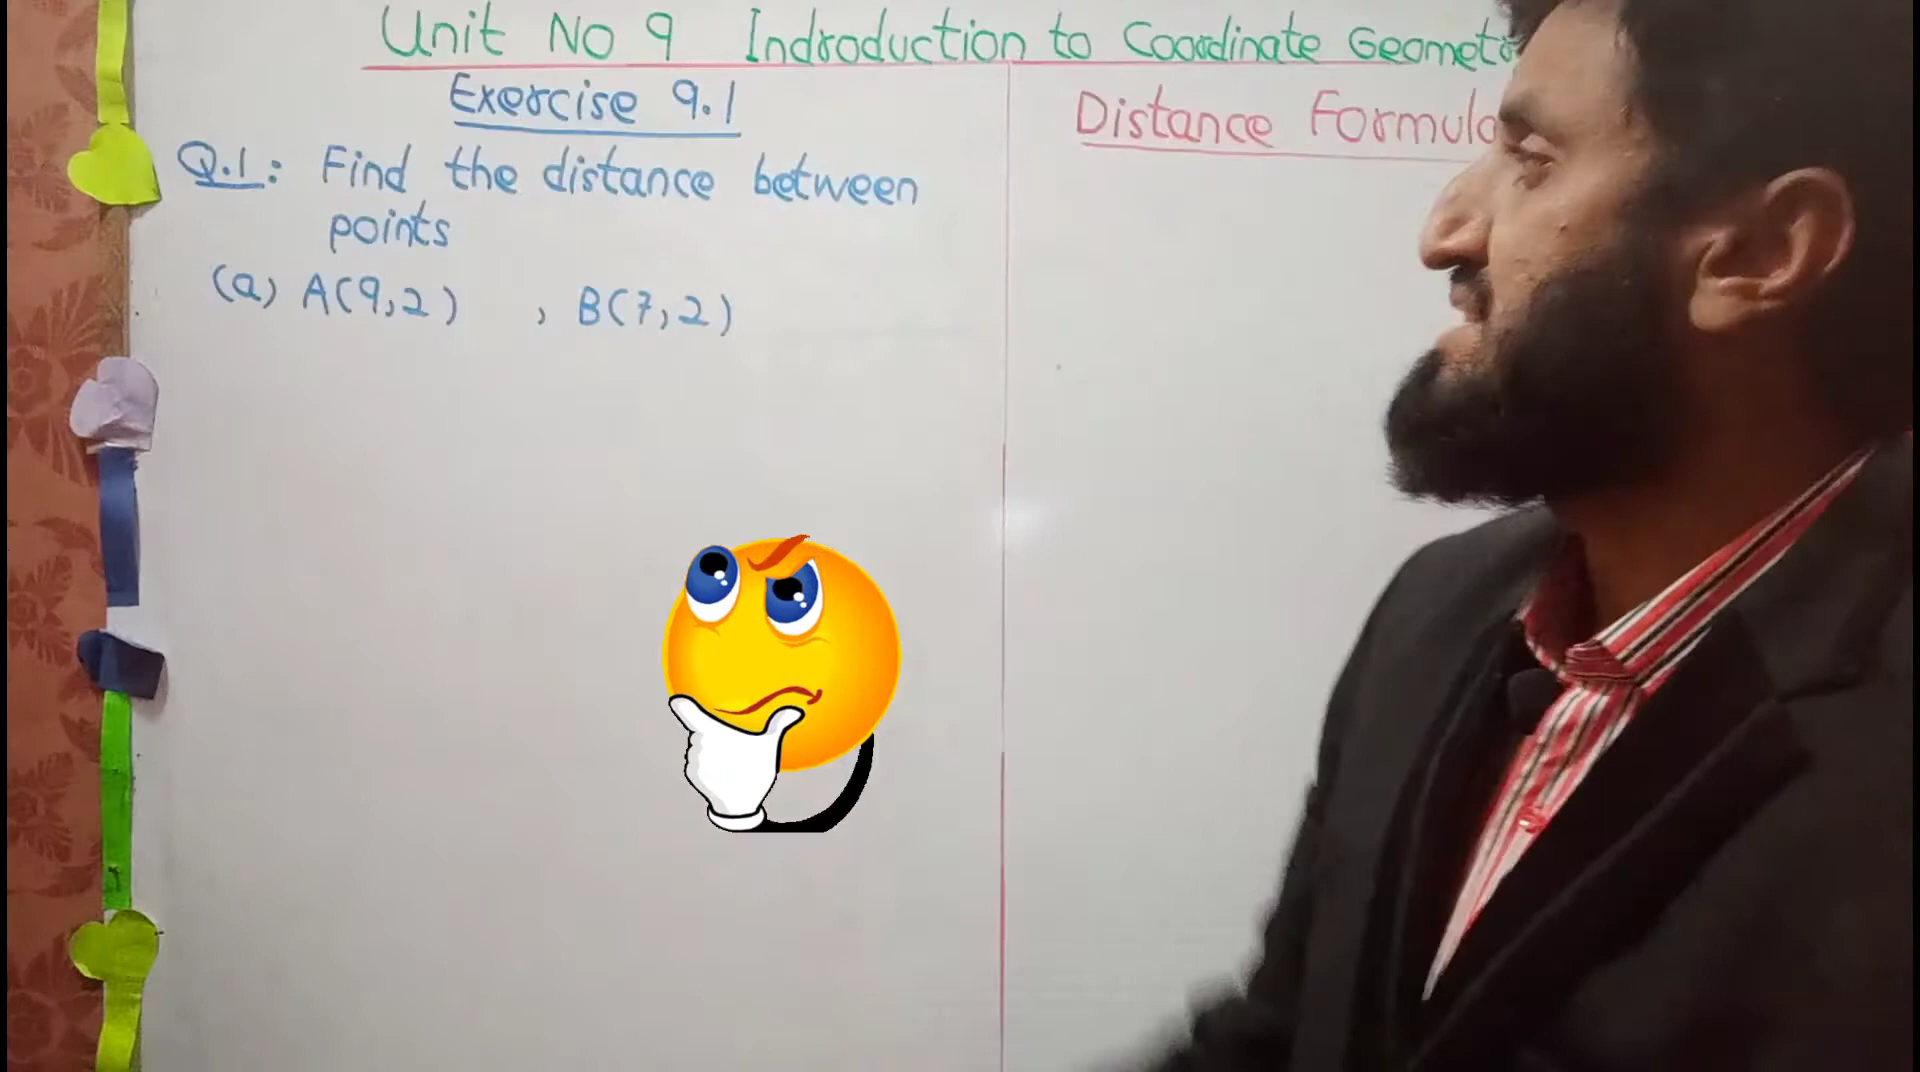 Unit No 9 Indroduction to Coordinate
Exercise 9.1
Q.1: Find the distance between
points
(a) A(9,2) , B(7,2)
Distance